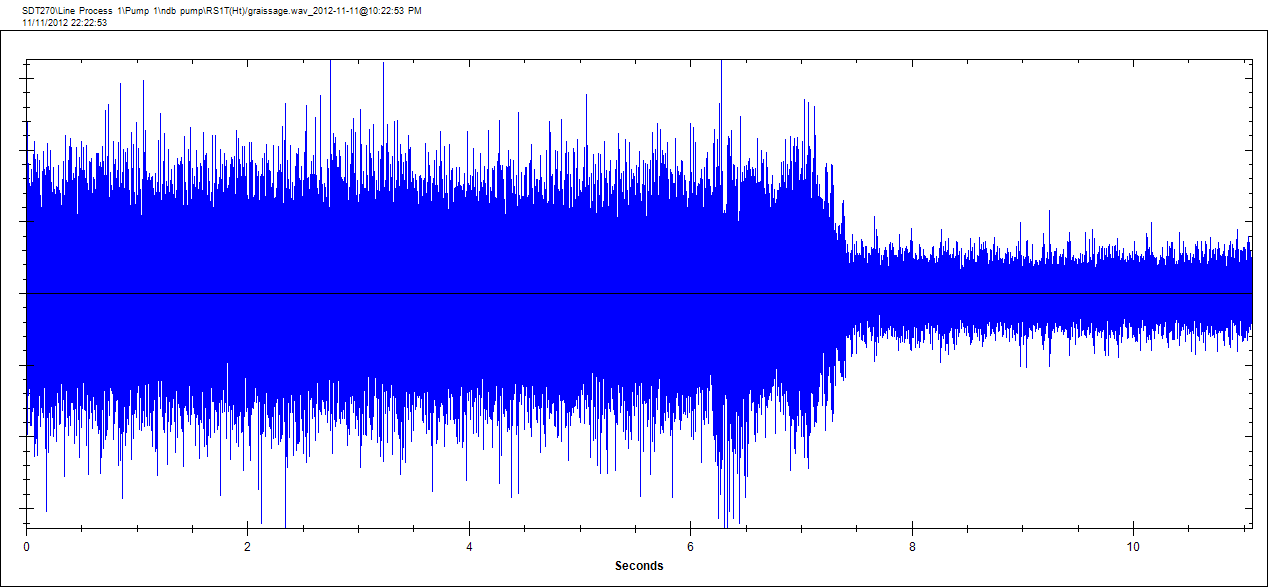 SDT270\Line Process 1\Pump 1\ndb pump\RS1T(Ht)/graissage.wav_2012-11-11@10:22:53 PM
11/11/2012 22:22:53
0 2 4 6 8 10
Seconds